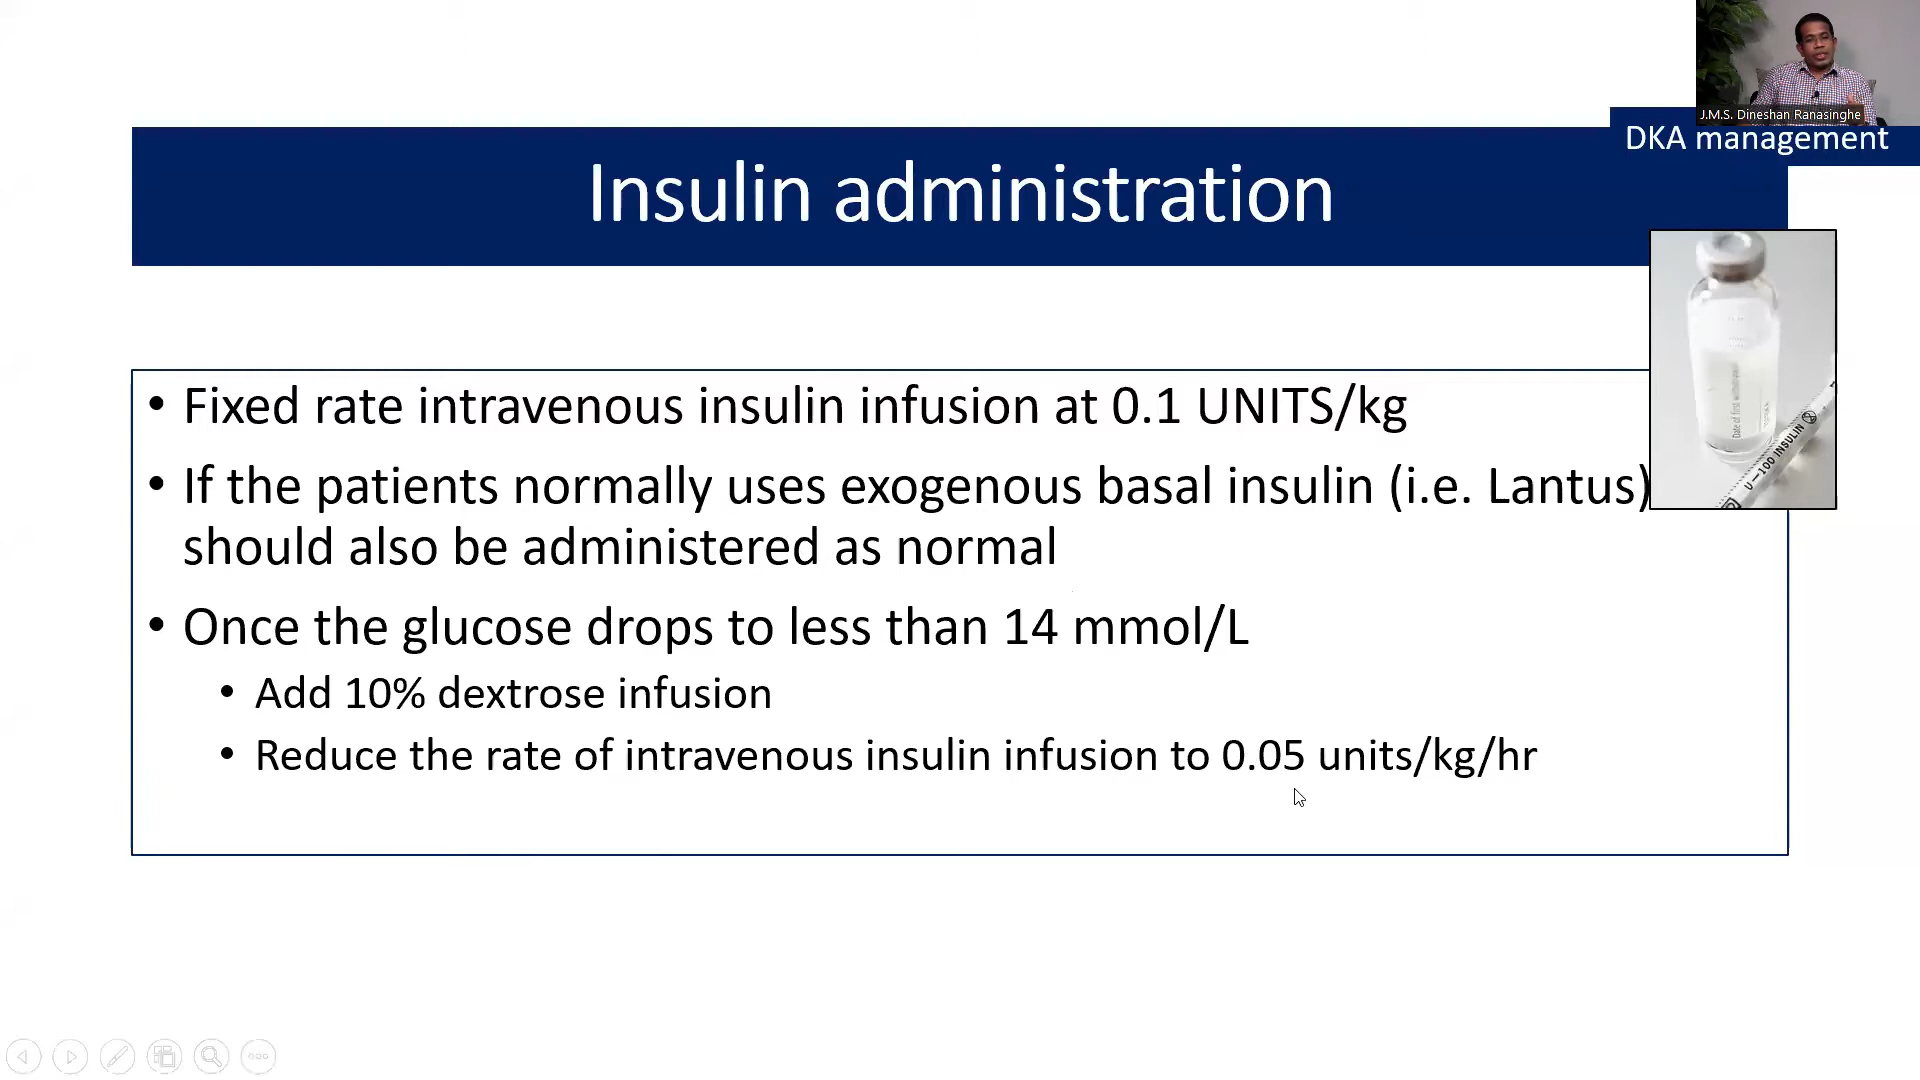 J.M.S. Dineshan Ranasinghe
DKA management
Insulin administration
• Fixed rate intravenous insulin infusion at 0.1 UNITS/kg
• If the patients normally uses exogenous basal insulin (i.e. Lantus)
should also be administered as normal
• Once the glucose drops to less than 14 mmol/L
• Add 10% dextrose infusion
• Reduce the rate of intravenous insulin infusion to 0.05 units/kg/hr
U-100 INSULIN